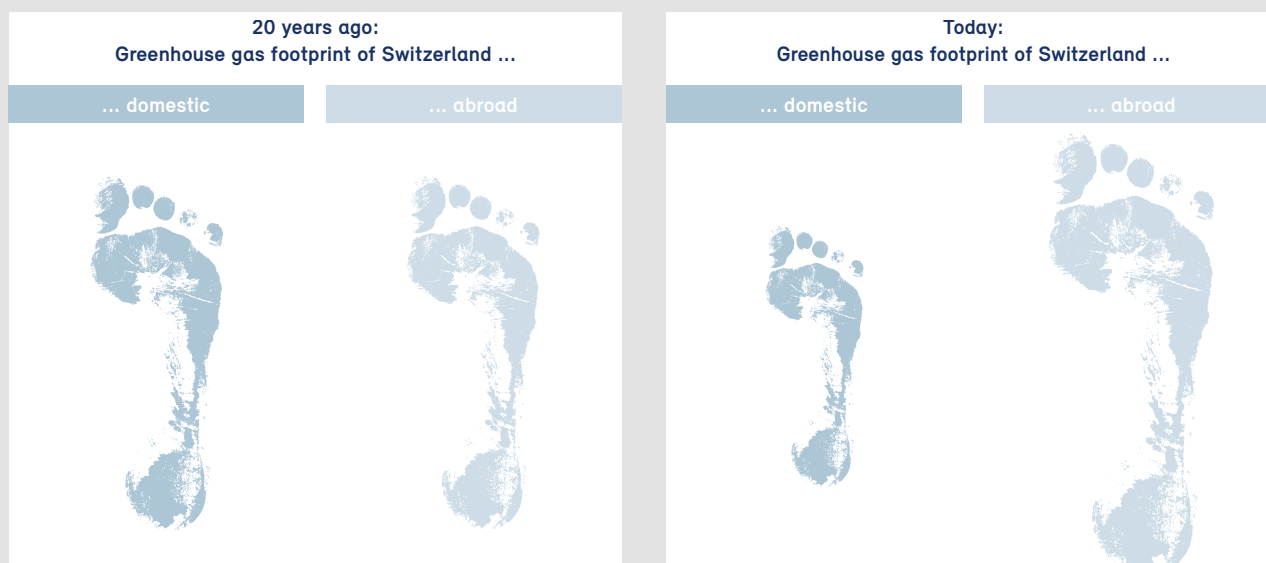 20 years ago:
Greenhouse gas footprint of Switzerland ...
... domestic
... abroad
Today:
Greenhouse gas footprint of Switzerland ...
... domestic
... abroad